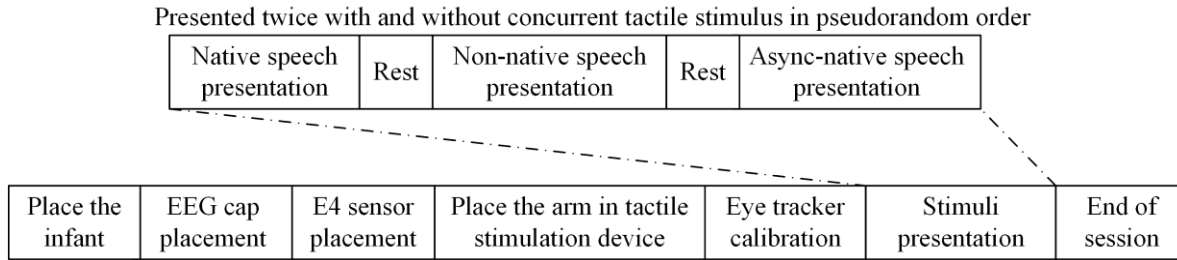 Presented twice with and without concurrent tactile stimulus in pseudorandom order
Native speech
presentation
Rest
Non-native speech
presentation
Rest
Async-native speech
presentation
Place the
infant
EEG cap
placement
E4 sensor
placement
Place the arm in tactile
stimulation device
Eye tracker
calibration
Stimuli
presentation
End of
session